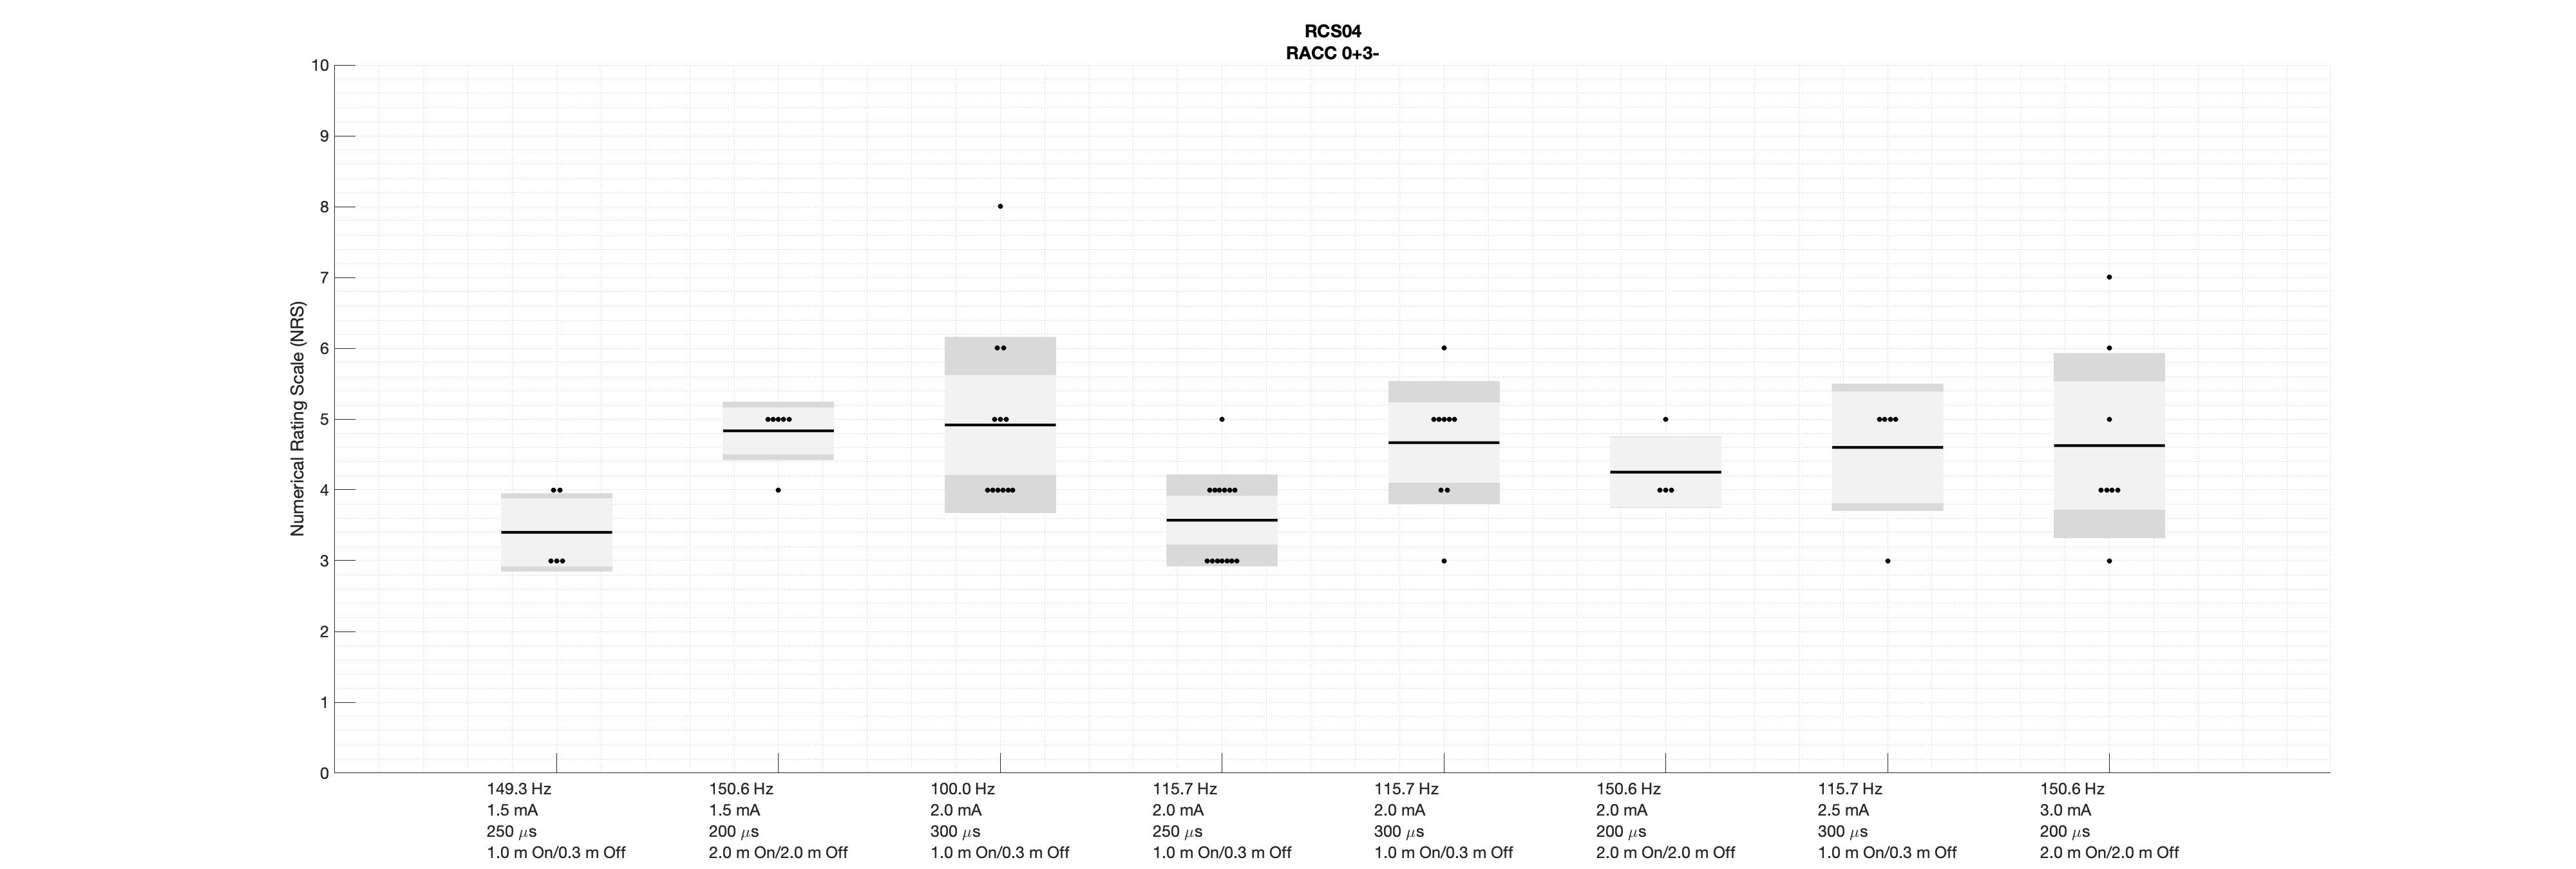 RCS04
RACC 0+3-
Numerical Rating Scale (NRS)
10
9
8
7
6
5
4
3
2
1
0
149.3 Hz
1.5 mA
250 μs
1.0 m On/0.3 m Off
150.6 Hz
1.5 mA
200 μs
2.0 m On/2.0 m Off
100.0 Hz
2.0 mA
300 μs
1.0 m On/0.3 m Off
115.7 Hz
2.0 mA
250 μs
1.0 m On/0.3 m Off
115.7 Hz
2.0 mA
300 μs
1.0 m On/0.3 m Off
150.6 Hz
2.0 mA
200 μs
2.0 m On/2.0 m Off
115.7 Hz
2.5 mA
300 μs
1.0 m On/0.3 m Off
150.6 Hz
3.0 mA
200 μs
2.0 m On/2.0 m Off